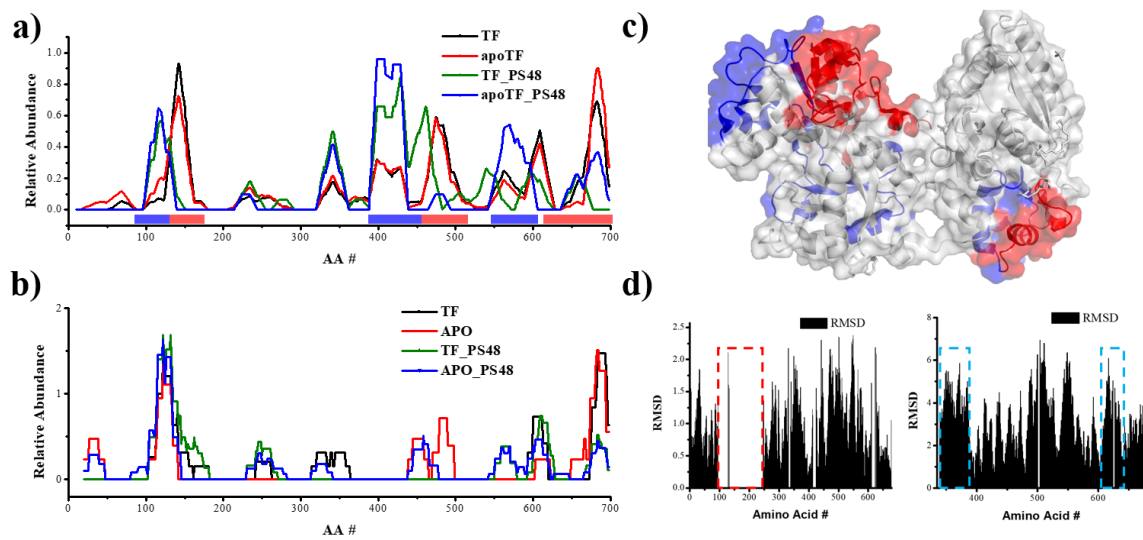 a)
TF
apoTF
TF_PS48
apoTF_PS48
Relative Abundance
1.0
0.8
0.6
0.4
0.2
0.0
0 100 200 300 400 500 600 700
AA #
b)
TF
APO
TF_PS48
APO_PS48
Relative Abundance
2
1
0
0 100 200 300 400 500 600 700
AA #
c)
d)
RMSD
RMSD
2.5
2.0
1.5
1.0
0.5
0.0
0 100 200 300 400 500 600
Amino Acid #
RMSD
RMSD
8
6
4
2
0
400 500 600
Amino Acid #